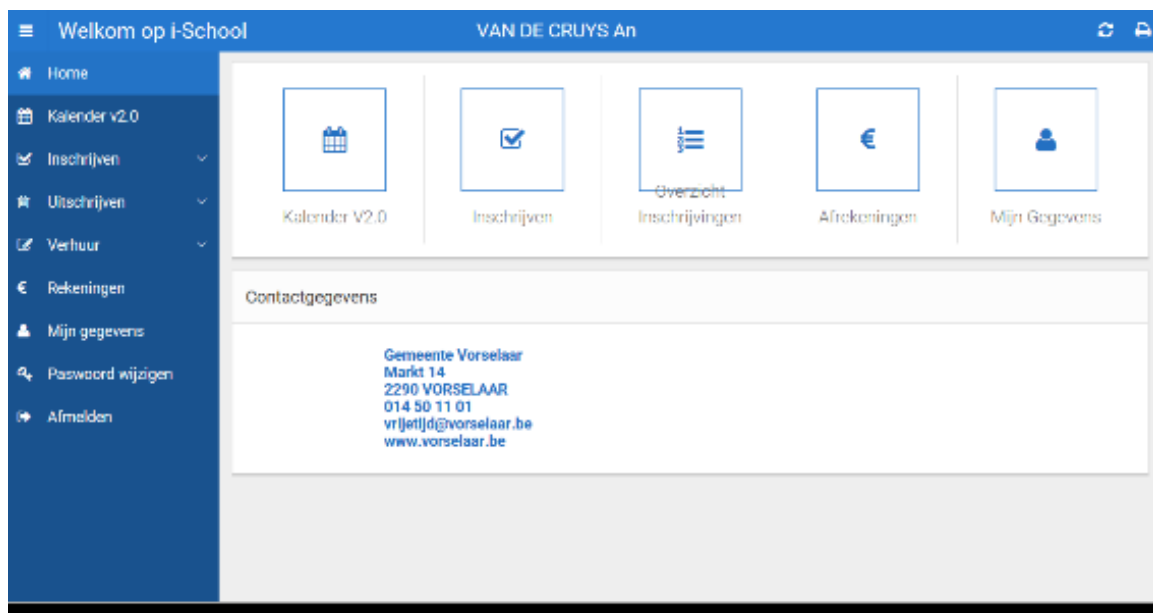 Welkom op i-School
VAN DE CRUYS An
Home
Kalender v2.0
Inschrijven
Uitschrijven
Verhuur
€ Rekeningen
Mijn gegevens
Paswoord wijzigen
Afmelden
Kalender V2.0
Inschrijven
Overzicht
Inschrijvingen
€
Afrekeningen
Mijn Gegevens
Contactgegevens
Gemeente Vorselaar
Markt 14
2290 VORSELAAR
014 50 11 01
vrijetijd@vorselaar.be
www.vorselaar.be